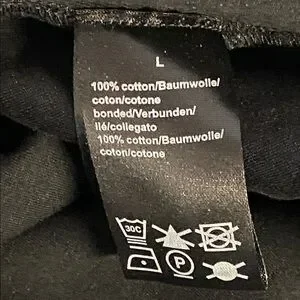 L
100% cotton/Baumwolle/
coton/cotone
bonded/Verbunden/
lié/collegato
100% cotton/Baumwolle/
coton/cotone
30C
P